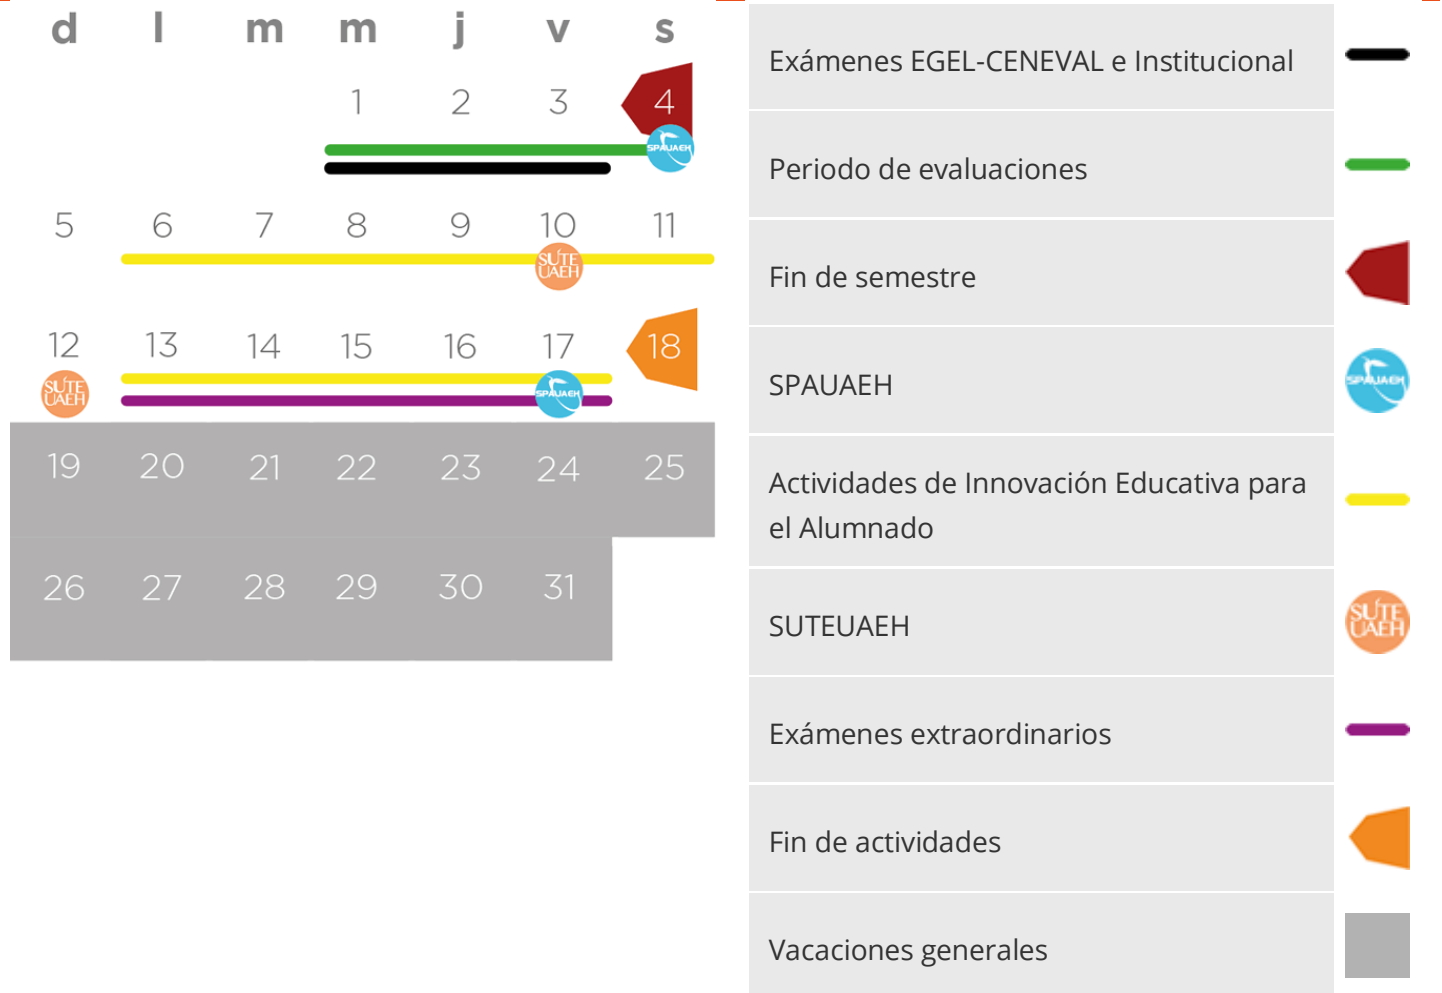 d l m m j v s
1 2 3 4
SPAUAEH
5 6 7 8 9 10 11
SUTE
UAEH
12 13 14 15 16 17 18
SUTE
UAEH
SPAUAEH
19 20 21 22 23 24 25
26 27 28 29 30 31
Exámenes EGEL-CENEVAL e Institucional
Periodo de evaluaciones
Fin de semestre
SPAUAEH
SPAUAEH
Actividades de Innovación Educativa para
el Alumnado
SUTEUAEH
SUTE
UAEH
Exámenes extraordinarios
Fin de actividades
Vacaciones generales